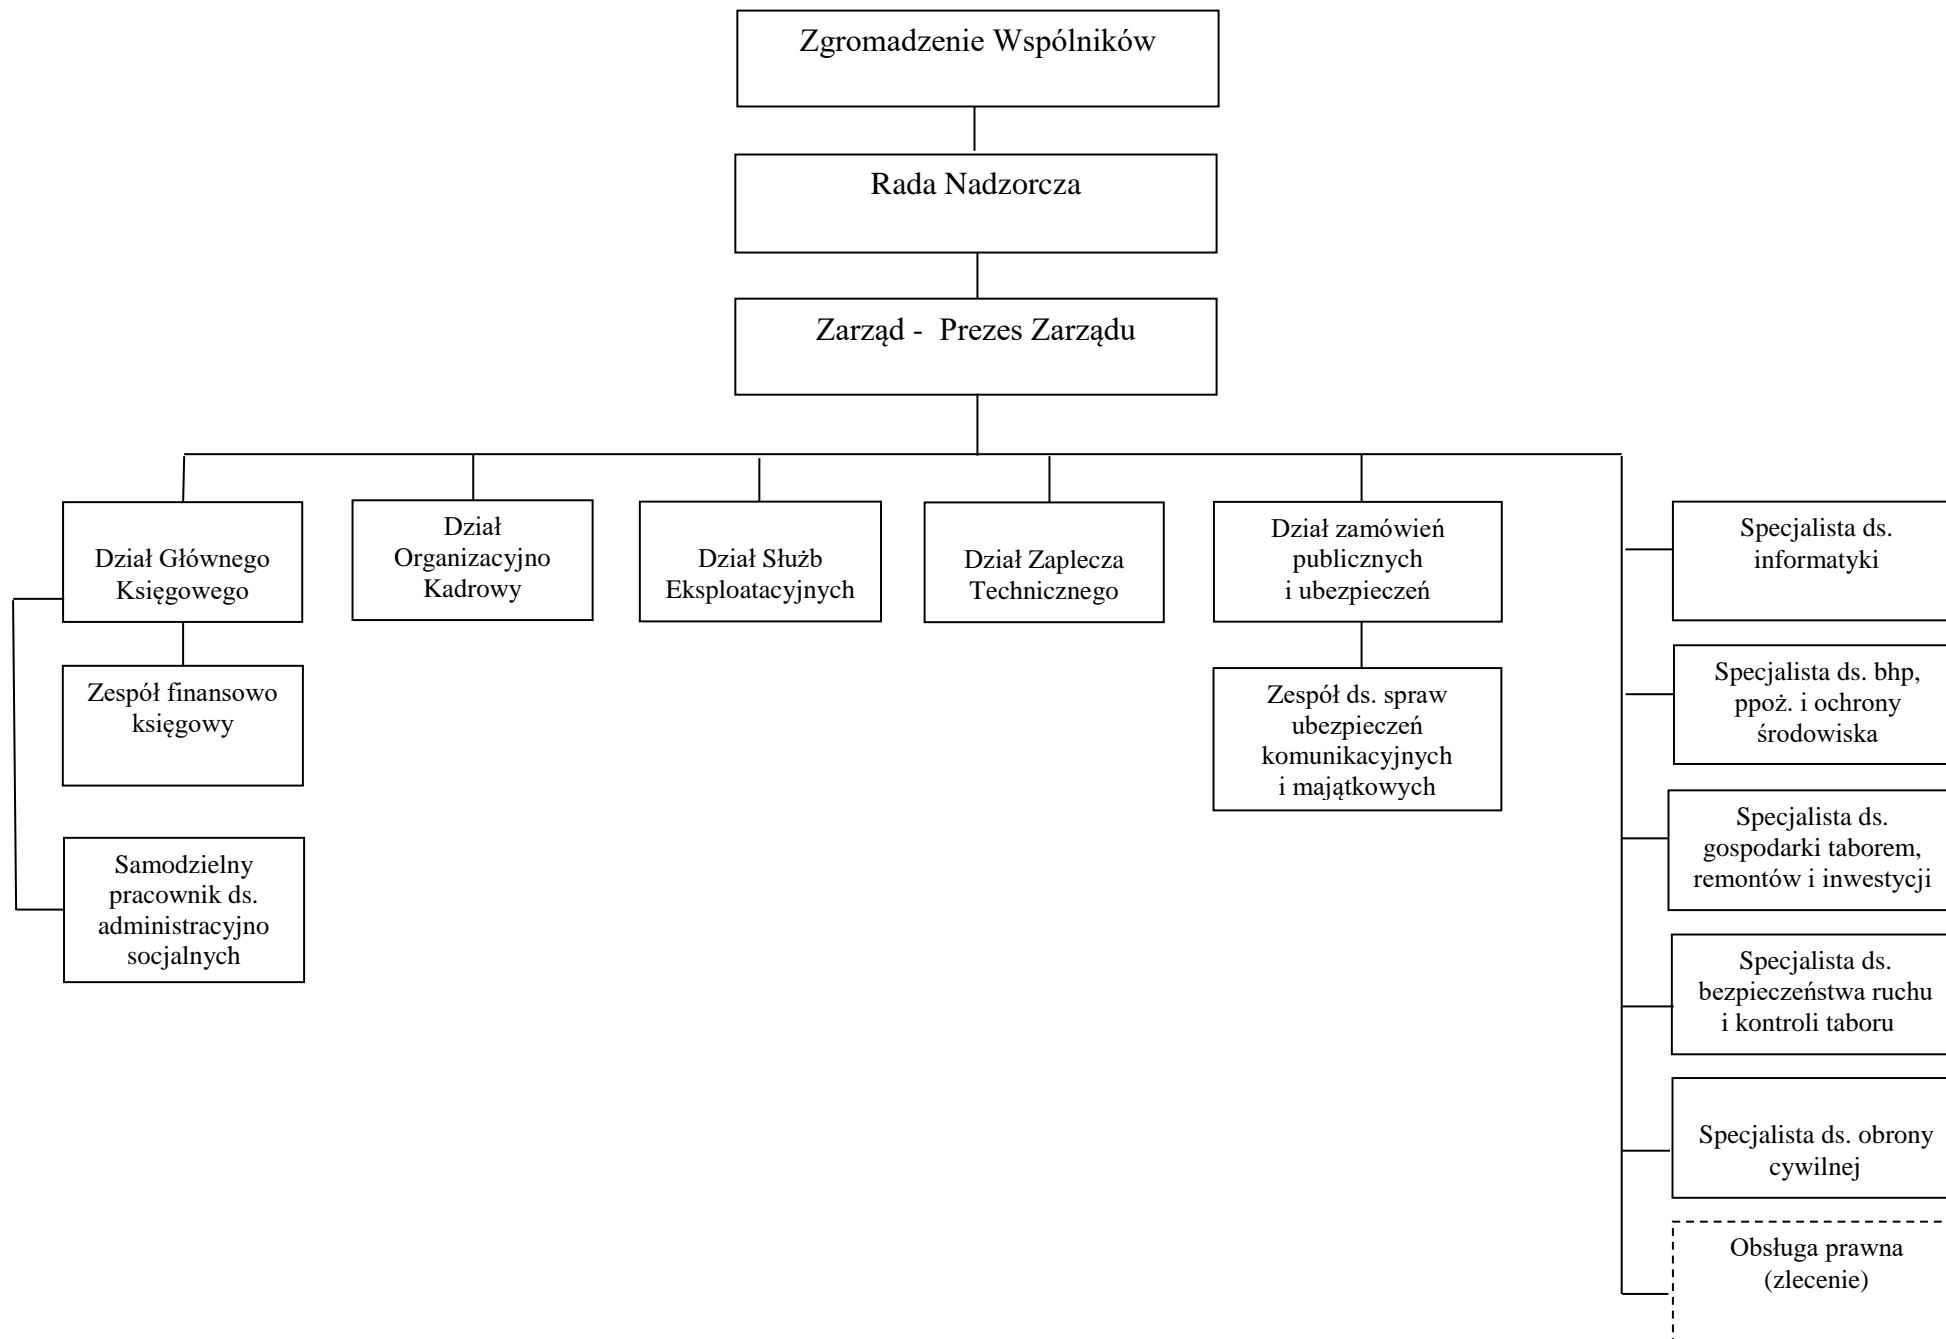 Zgromadzenie Wspólników
Rada Nadzorcza
Zarząd -  Prezes Zarządu
Dział Głównego
Księgowego
Dział
Organizacyjno
Kadrowy
Dział Służb
Eksploatacyjnych
Dział Zaplecza
Technicznego
Dział zamówień
publicznych
i ubezpieczeń
Zespół finansowo
księgowy
Zespół ds. spraw
ubezpieczeń
komunikacyjnych
i majątkowych
Samodzielny
pracownik ds.
administracyjno
socjalnych
Specjalista ds.
informatyki
Specjalista ds. bhp,
ppoż. i ochrony
środowiska
Specjalista ds.
gospodarki taborem,
remontów i inwestycji
Specjalista ds.
bezpieczeństwa ruchu
i kontroli taboru
Specjalista ds. obrony
cywilnej
Obsługa prawna
(zlecenie)